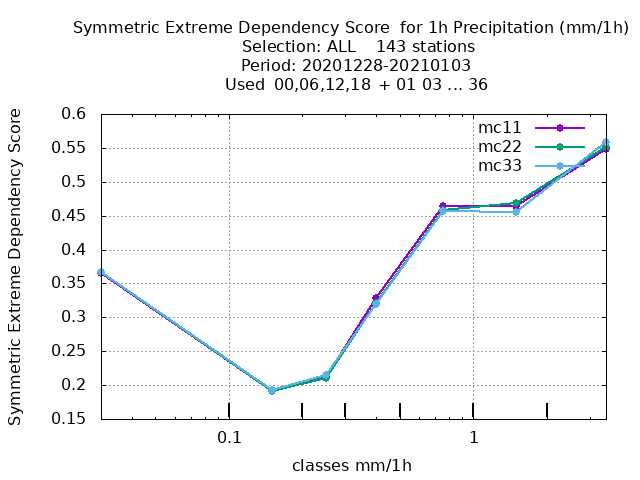 Symmetric Extreme Dependency Score  for 1h Precipitation (mm/1h)
Selection: ALL    143 stations
Period: 20201228-20210103
Used  00,06,12,18  + 01 03 ... 36
mc11
mc22
mc33
Symmetric Extreme Dependency Score
0.6
0.55
0.5
0.45
0.4
0.35
0.3
0.25
0.2
0.15
0.1
1
classes mm/1h